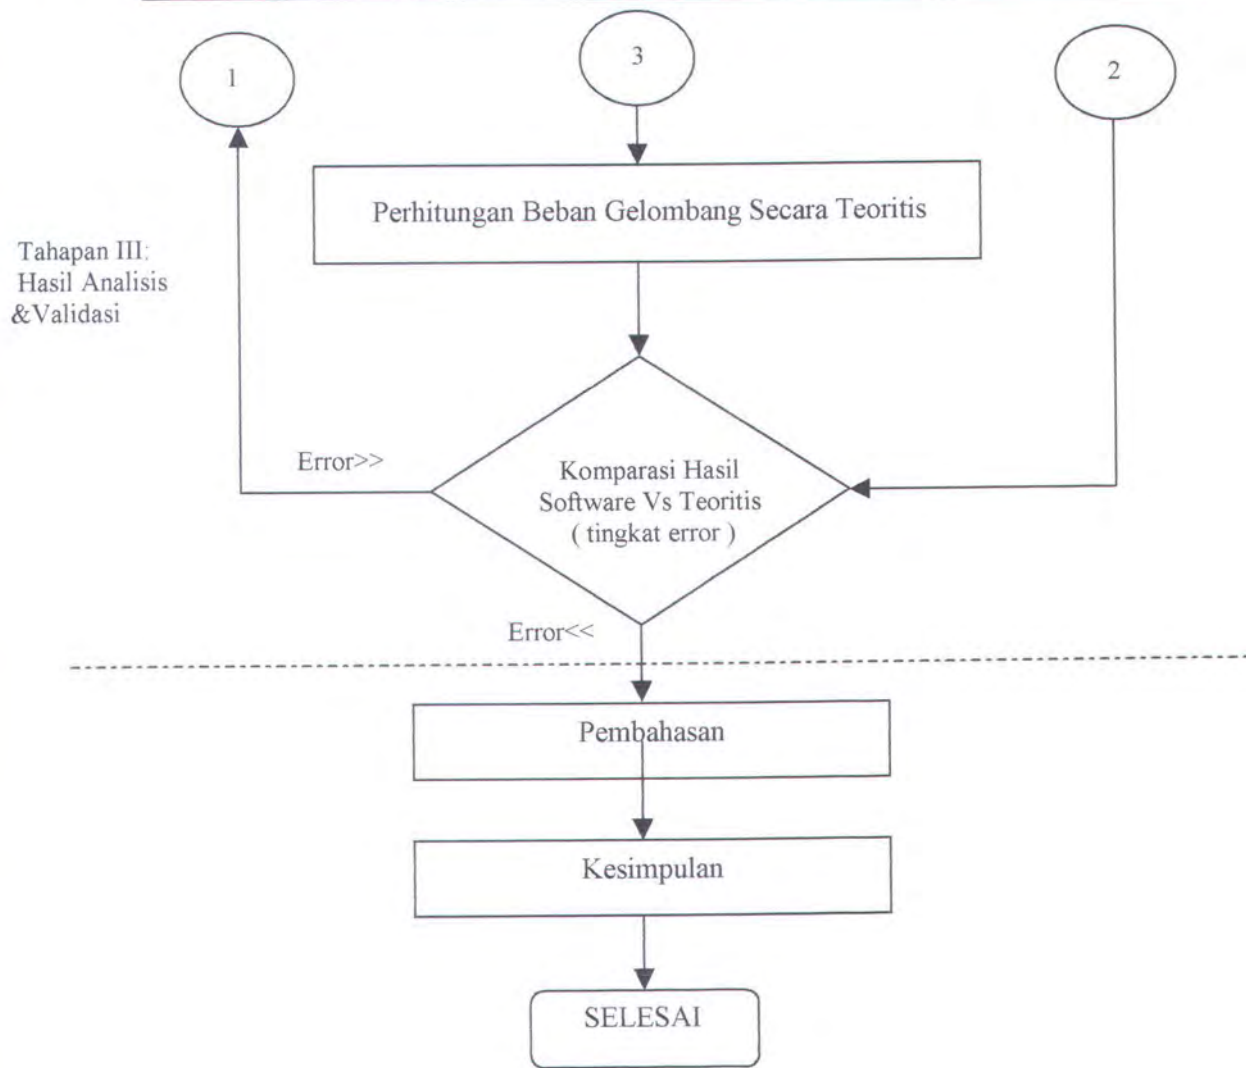 1
3
2
Perhitungan Beban Gelombang Secara Teoritis
Tahapan III:
Hasil Analisis
&Validasi
Error>>
Komparasi Hasil
Software Vs Teoritis
( tingkat error )
Error<<
Pembahasan
Kesimpulan
SELESAI